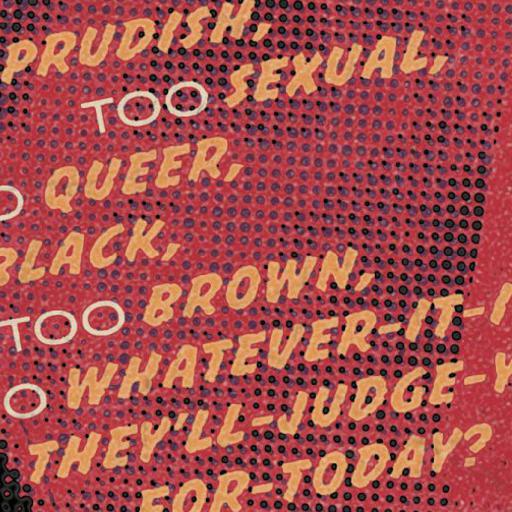 PRUDISH,
TOO SEXUAL,
O QUEER,
BLACK,
TOO BROWN,
O WHATEVER-IT-I
THEY'LL-JUDGE-Y
FOR-TODAY?